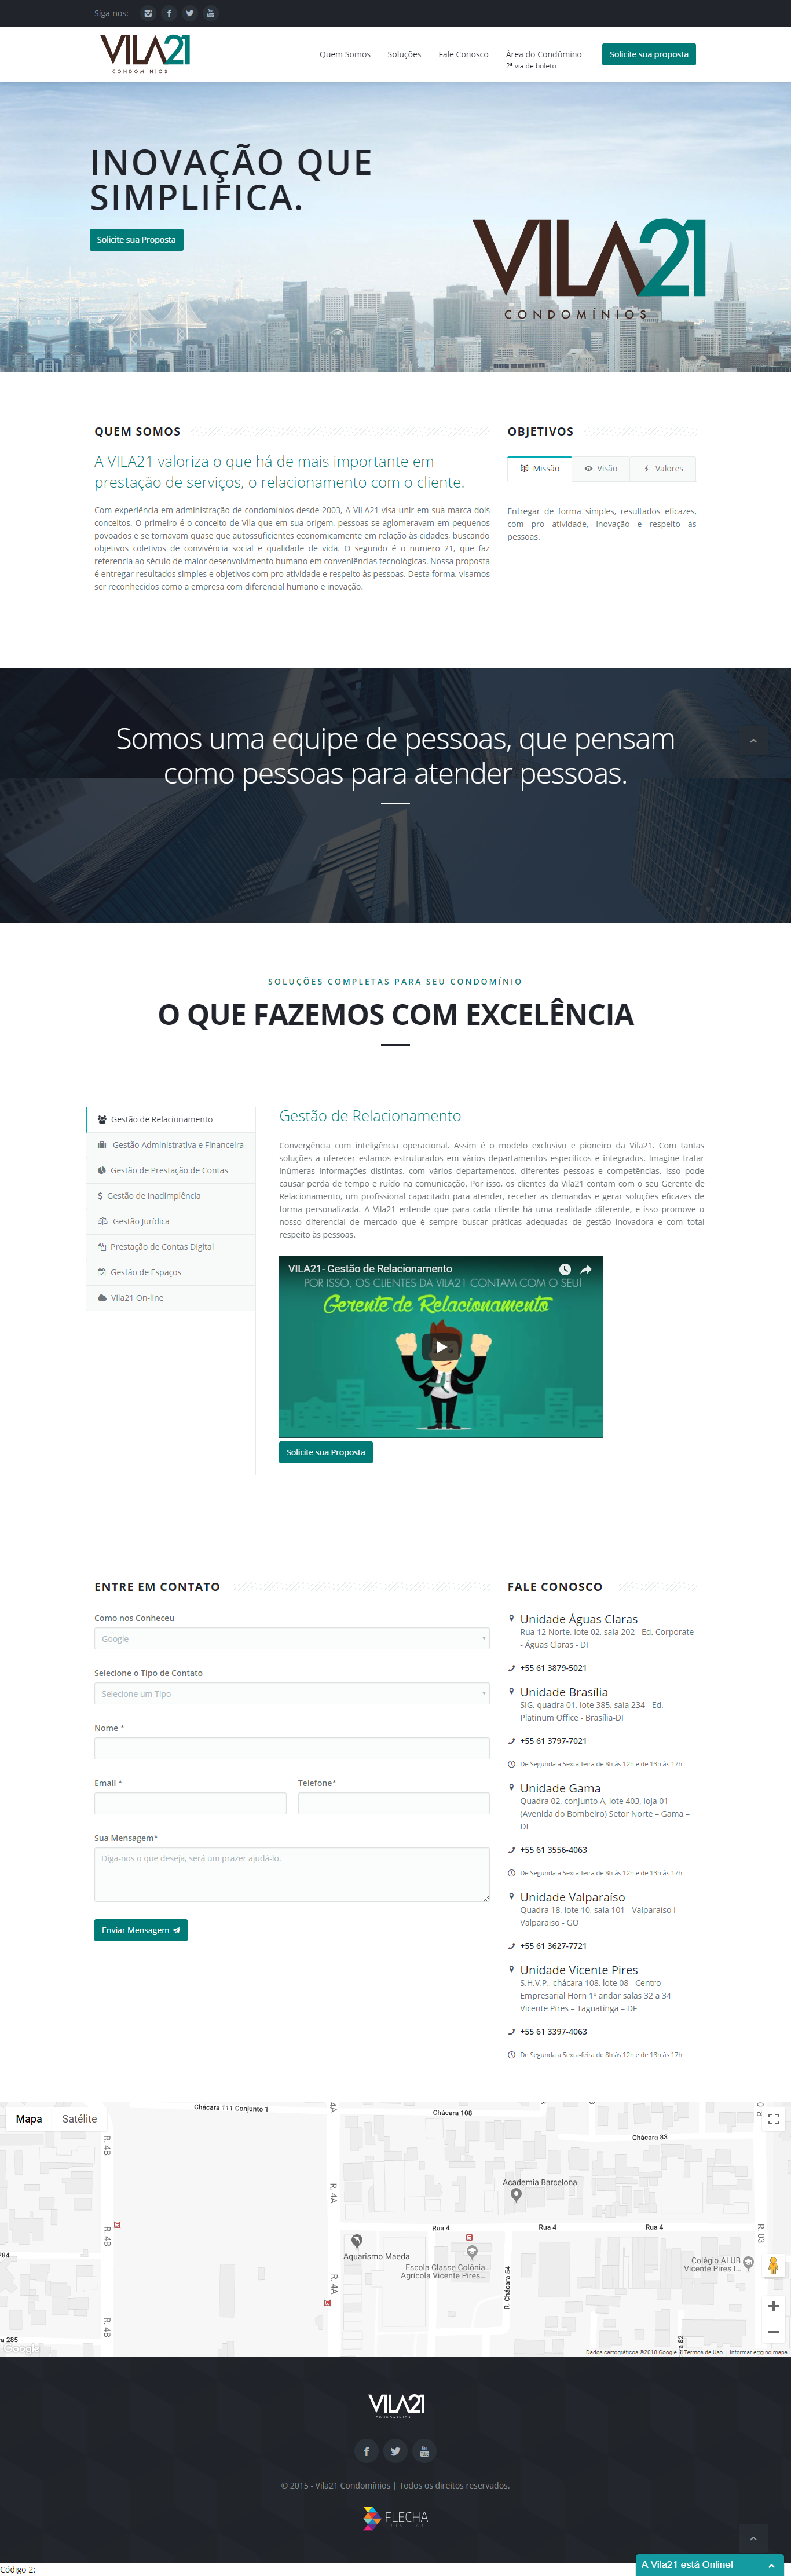 Siga-nos:
VILA21
CONDOMÍNIOS
Quem Somos
Soluções
Fale Conosco
Área do Condômino
2ª via de boleto
Solicite sua proposta
INOVAÇÃO QUE
SIMPLIFICA.
Solicite sua Proposta
VILA21
CONDOMÍNIOS
QUEM SOMOS
A VILA21 valoriza o que há de mais importante em
prestação de serviços, o relacionamento com o cliente.
Com experiência em administração de condomínios desde 2003, A VILA21 visa unir em sua marca dois
conceitos. O primeiro é o conceito de Vila que em sua origem, pessoas se aglomeravam em pequenos
povoados e se tornavam quase que autossuficientes economicamente em relação às cidades, buscando
objetivos coletivos de convivência social e qualidade de vida. O segundo é o numero 21, que faz
referencia ao século de maior desenvolvimento humano em conveniências tecnológicas. Nossa proposta
é entregar resultados simples e objetivos com pro atividade e respeito às pessoas. Desta forma, visamos
ser reconhecidos como a empresa com diferencial humano e inovação.
OBJETIVOS
Missão
Visão
Valores
Entregar de forma simples, resultados eficazes,
com pro atividade, inovação e respeito às
pessoas.
Somos uma equipe de pessoas, que pensam
como pessoas para atender pessoas.
SOLUÇÕES COMPLETAS PARA SEU CONDOMÍNIO
O QUE FAZEMOS COM EXCELÊNCIA
Gestão de Relacionamento
Gestão Administrativa e Financeira
Gestão de Prestação de Contas
Gestão de Inadimplência
Gestão Jurídica
Prestação de Contas Digital
Gestão de Espaços
Vila21 On-line
Gestão de Relacionamento
Convergência com inteligência operacional. Assim é o modelo exclusivo e pioneiro da Vila21. Com tantas
soluções a oferecer estamos estruturados em vários departamentos específicos e integrados. Imagine tratar
inúmeras informações distintas, com vários departamentos, diferentes pessoas e competências. Isso pode
causar perda de tempo e ruído na comunicação. Por isso, os clientes da Vila21 contam com o seu Gerente de
Relacionamento, um profissional capacitado para atender, receber as demandas e gerar soluções eficazes de
forma personalizada. A Vila21 entende que para cada cliente há uma realidade diferente, e isso promove o
nosso diferencial de mercado que é sempre buscar práticas adequadas de gestão inovadora e com total
respeito às pessoas.
VILA21- Gestão de Relacionamento
POR ISSO, OS CLIENTES DA VILA21 CONTAM COM O SEU
Gerente de Relacionamento
Solicite sua Proposta
ENTRE EM CONTATO
Como nos Conheceu
Google
Selecione o Tipo de Contato
Selecione um Tipo
Nome *
Email *
Telefone*
Sua Mensagem*
Diga-nos o que deseja, será um prazer ajudá-lo.
Enviar Mensagem
FALE CONOSCO
Unidade Águas Claras
Rua 12 Norte, lote 02, sala 202 - Ed. Corporate
- Águas Claras - DF
+55 61 3879-5021
Unidade Brasília
SIG, quadra 01, lote 385, sala 234 - Ed.
Platinum Office - Brasília-DF
+55 61 3797-7021
De Segunda a Sexta-feira de 8h às 12h e de 13h às 17h.
Unidade Gama
Quadra 02, conjunto A, lote 403, loja 01
(Avenida do Bombeiro) Setor Norte – Gama –
DF
+55 61 3556-4063
De Segunda a Sexta-feira de 8h às 12h e de 13h às 17h.
Unidade Valparaíso
Quadra 18, lote 10, sala 101 - Valparaíso I -
Valparaiso - GO
+55 61 3627-7721
Unidade Vicente Pires
S.H.V.P., chácara 108, lote 08 - Centro
Empresarial Horn 1º andar salas 32 a 34
Vicente Pires – Taguatinga – DF
+55 61 3397-4063
De Segunda a Sexta-feira de 8h às 12h e de 13h às 17h.
Mapa
Satélite
Chácara 111 Conjunto 1
4A
Chácara 108
Chácara 83
R. 4B
R. 4A
Academia Barcelona
R. 4B
Rua 4
Rua 4
Rua 4
R. 03
284
Aquarismo Maeda
Escola Classe Colônia
Agrícola Vicente Pires...
Colégio ALUB
Vicente Pires I...
R. 4A
R. Chácara 54
R. 4B
a 285
a 82
Google
Dados cartográficos ©2018 Google
Termos de Uso
Informar erro no mapa
VILA21
CONDOMÍNIOS
© 2015 - Vila21 Condomínios | Todos os direitos reservados.
FLECHA
DIGITAL
Código 2:
A Vila21 está Online!